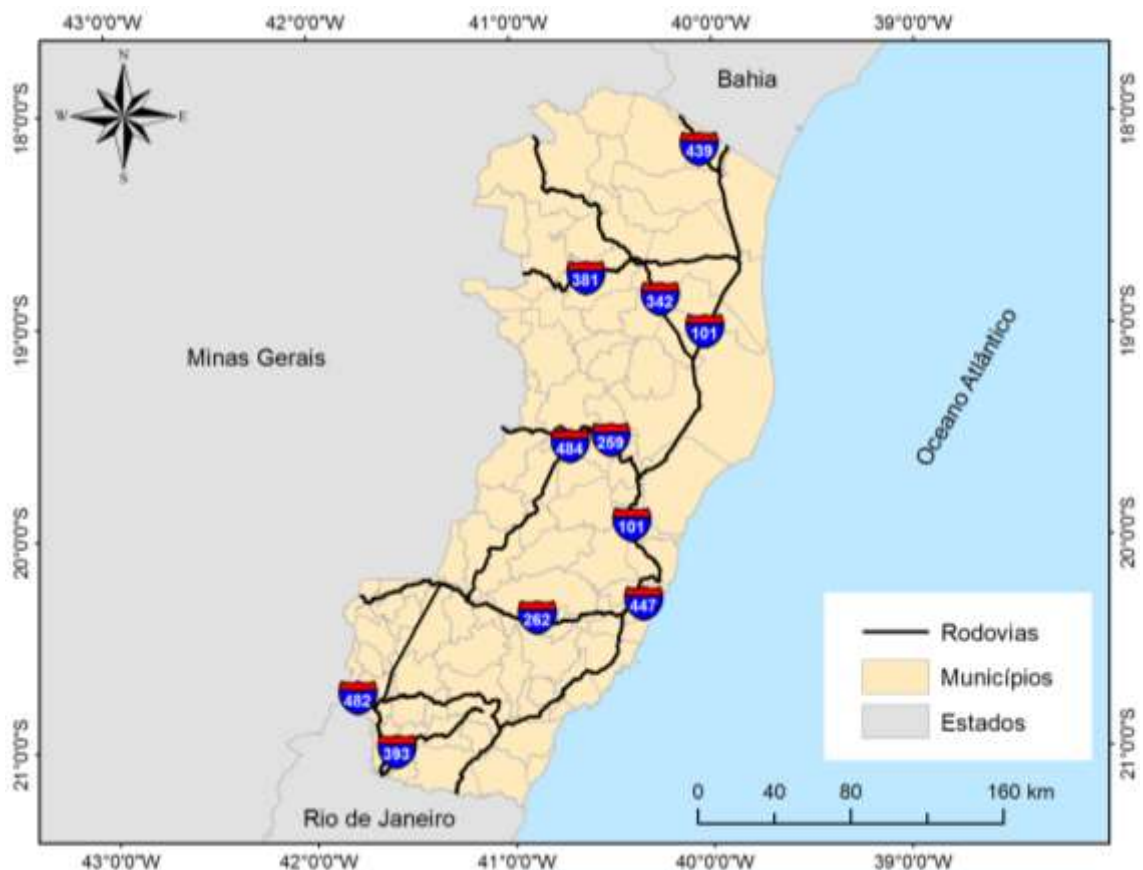 43°0'0"W 42°0'0"W 41°0'0"W 40°0'0"W 39°0'0"W
N
W E
S
Bahia
18°0'0"S 18°0'0"S
439
381
342
101
19°0'0"S 19°0'0"S
Minas Gerais
Oceano Atlântico
484
259
101
20°0'0"S 20°0'0"S
447
262
482
393
21°0'0"S 21°0'0"S
Rio de Janeiro
Rodovias
Municípios
Estados
0 40 80 160 km
43°0'0"W 42°0'0"W 41°0'0"W 40°0'0"W 39°0'0"W